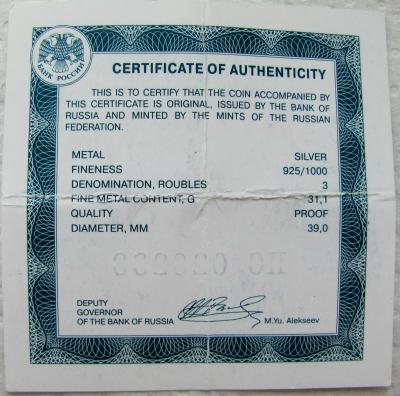 БАНК РОССИИ
CERTIFICATE OF AUTHENTICITY
THIS IS TO CERTIFY THAT THE COIN ACCOMPANIED BY
THIS CERTIFICATE IS ORIGINAL, ISSUED BY THE BANK OF
RUSSIA AND MINTED BY THE MINTS OF THE RUSSIAN
FEDERATION.
METAL SILVER
FINENESS 925/1000
DENOMINATION, ROUBLES 3
FINE METAL CONTENT, G 31,1
QUALITY PROOF
DIAMETER, MM 39,0
DEPUTY
GOVERNOR
OF THE BANK OF RUSSIA M.Yu. Alekseev